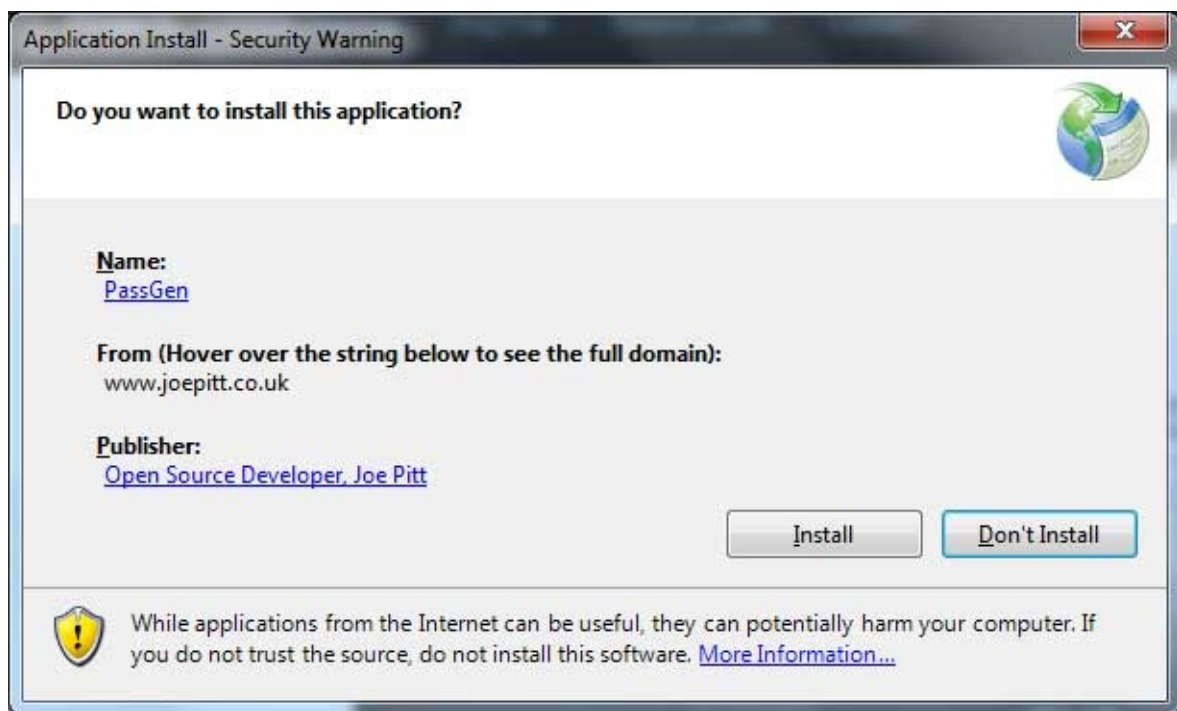 Application Install - Security Warning
Do you want to install this application?
Name:
PassGen
From (Hover over the string below to see the full domain):
www.joepitt.co.uk
Publisher:
Open Source Developer, Joe Pitt
Install
Don't Install
While applications from the Internet can be useful, they can potentially harm your computer. If
you do not trust the source, do not install this software. More Information...